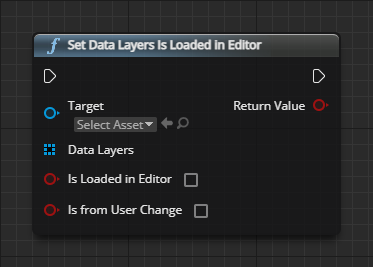 f Set Data Layers Is Loaded in Editor
Target
Return Value
Select Asset
Data Layers
Is Loaded in Editor
Is from User Change